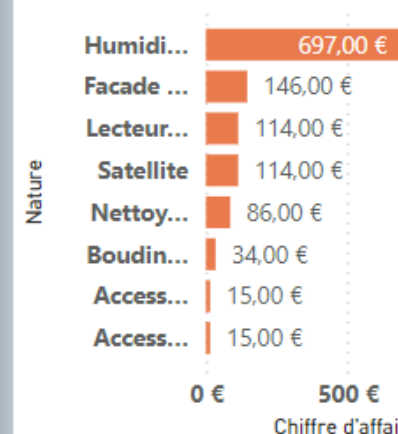 Humidi... 697,00 €
Facade ... 146,00 €
Lecteur... 114,00 €
Satellite 114,00 €
Nettoy... 86,00 €
Boudin... 34,00 €
Access... 15,00 €
Access... 15,00 €
Nature
0 € 500 €
Chiffre d'affai